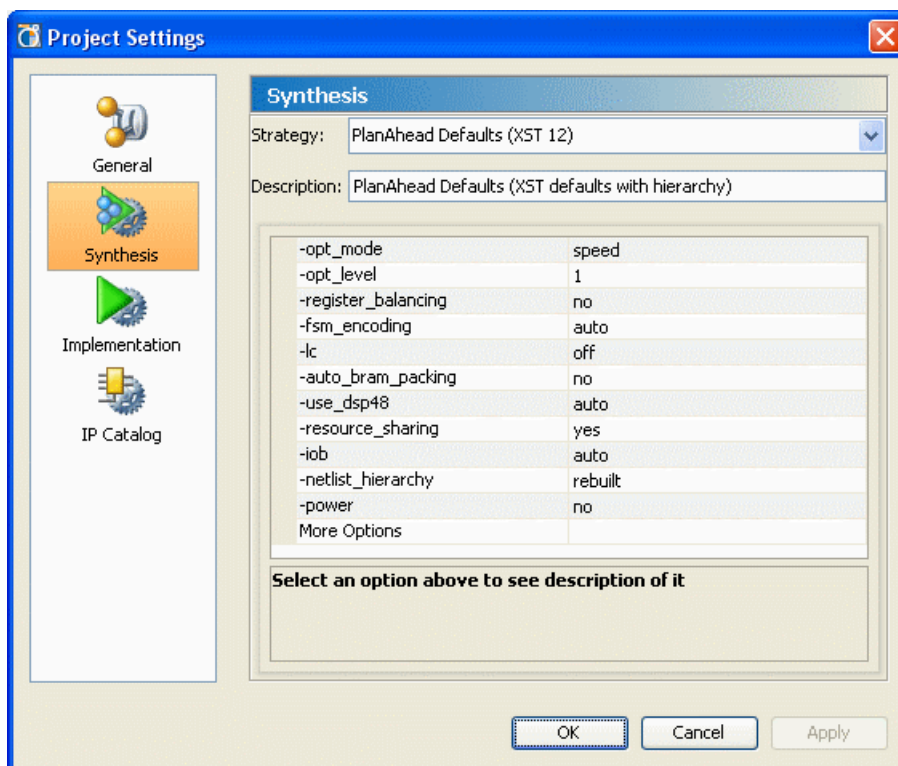 Project Settings
General
Synthesis
Implementation
IP Catalog
Synthesis
Strategy: PlanAhead Defaults (XST 12)
Description: PlanAhead Defaults (XST defaults with hierarchy)
-opt_mode speed
-opt_level 1
-register_balancing no
-fsm_encoding auto
-lc off
-auto_bram_packing no
-use_dsp48 auto
-resource_sharing yes
-iob auto
-netlist_hierarchy rebuilt
-power no
More Options
Select an option above to see description of it
OK Cancel Apply